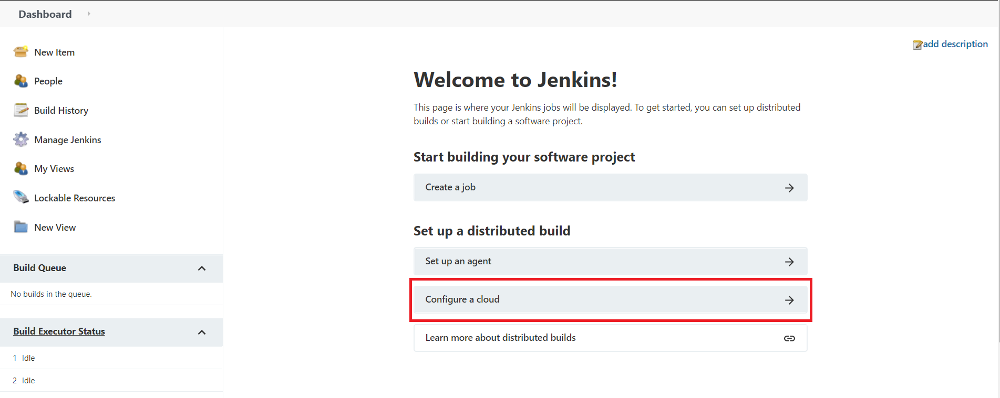 Dashboard
New Item
People
Build History
Manage Jenkins
My Views
Lockable Resources
New View
Build Queue
No builds in the queue.
Build Executor Status
1 Idle
2 Idle
add description
Welcome to Jenkins!
This page is where your Jenkins jobs will be displayed. To get started, you can set up distributed
builds or start building a software project.
Start building your software project
Create a job
Set up a distributed build
Set up an agent
Configure a cloud
Learn more about distributed builds